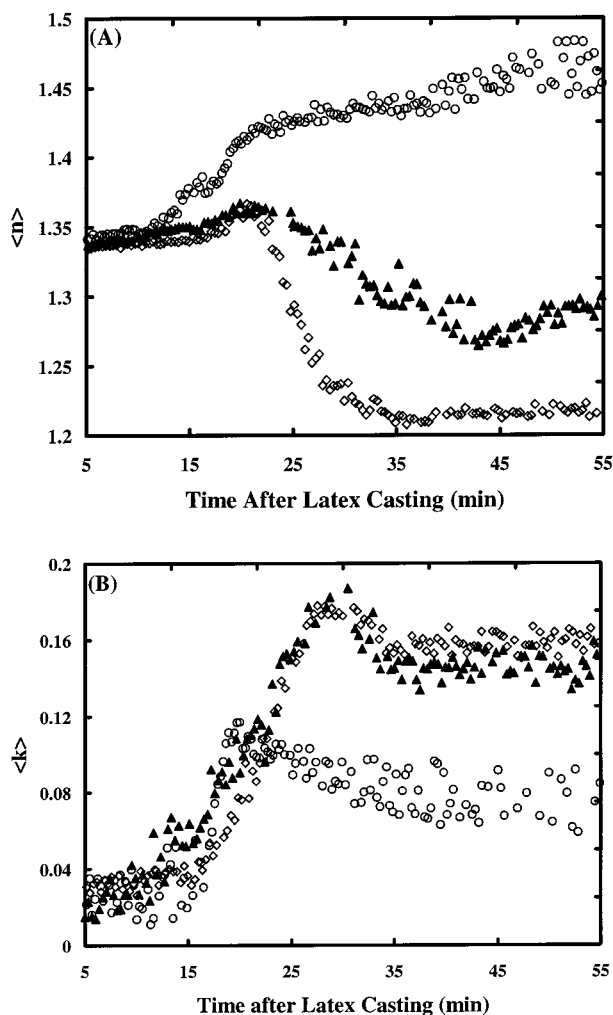 (A)
1.5
1.45
1.4
1.35
1.3
1.25
1.2
<n>
5 15 25 35 45 55
Time After Latex Casting (min)
(B)
0.2
0.16
0.12
0.08
0.04
0
<k>
5 15 25 35 45 55
Time after Latex Casting (min)